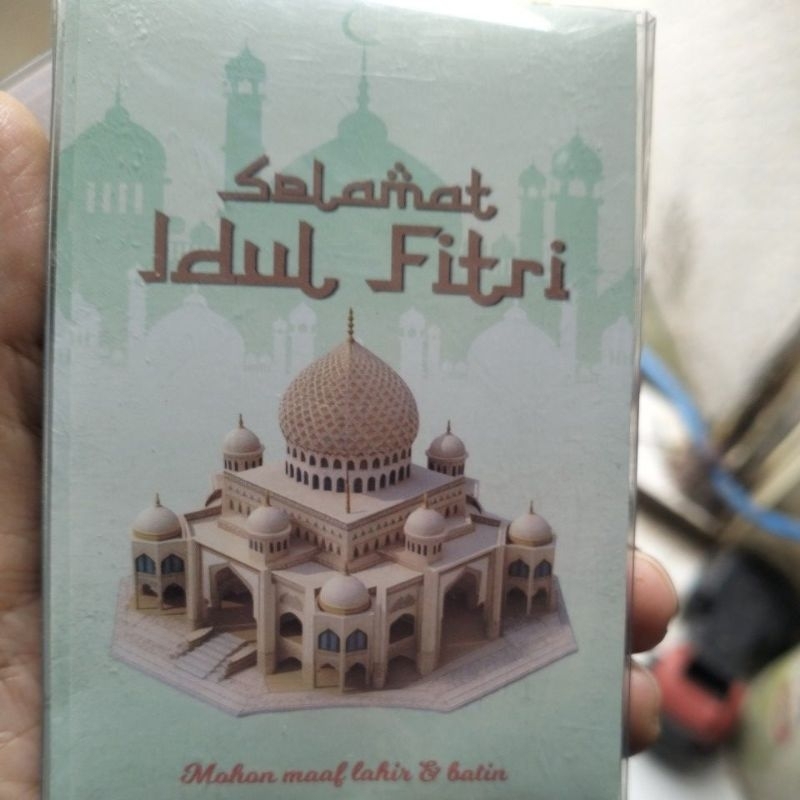 Selamat
Idul Fitri
Mohon maaf lahir & batin